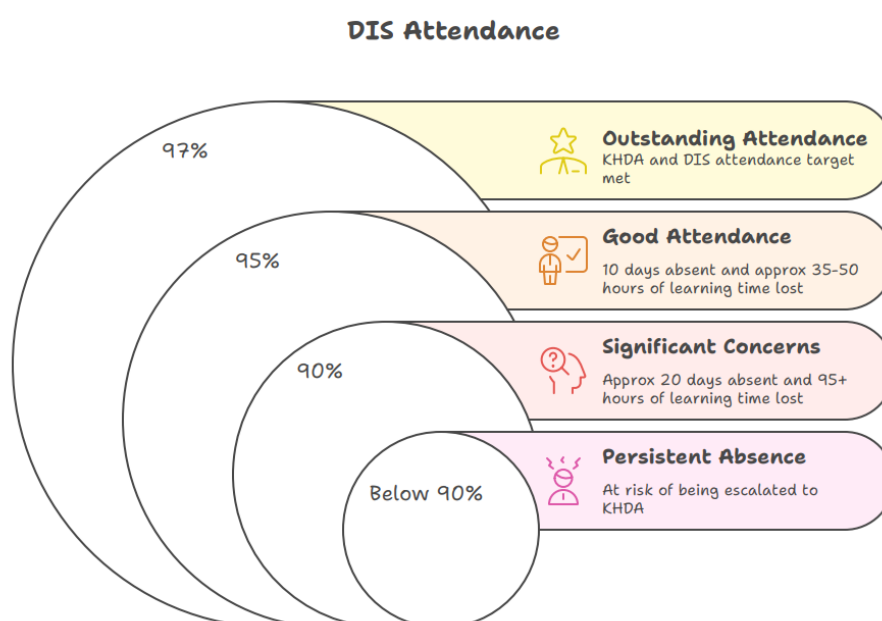 DIS Attendance
97%
Outstanding Attendance
KHDA and DIS attendance target
met
95%
Good Attendance
10 days absent and approx 35-50
hours of learning time lost
90%
Significant Concerns
Approx 20 days absent and 95+
hours of learning time lost
Below 90%
Persistent Absence
At risk of being escalated to
KHDA